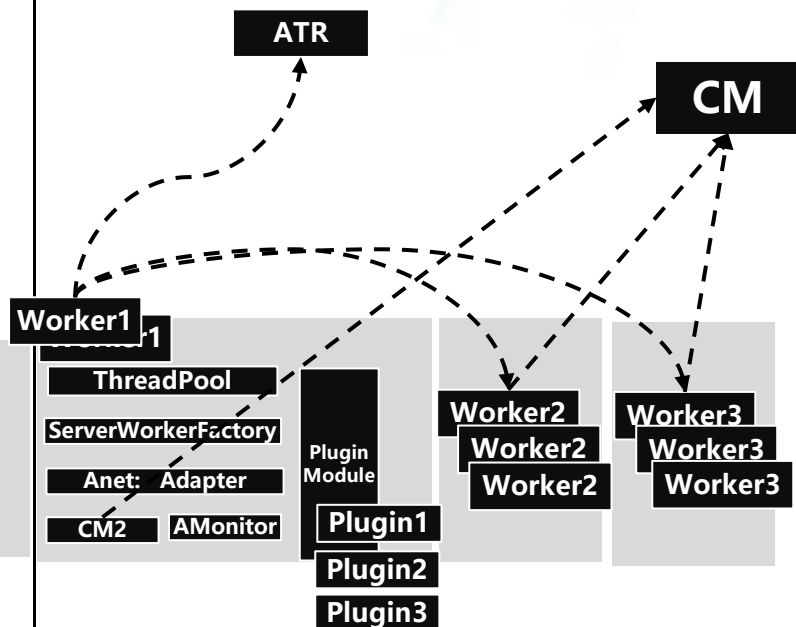 ATR
CM
Worker1
Worker1
ThreadPool
ServerWorkerFactory
Anet: Adapter
CM2
AMonitor
Plugin
Module
Plugin1
Plugin2
Plugin3
Worker2
Worker2
Worker2
Worker3
Worker3
Worker3